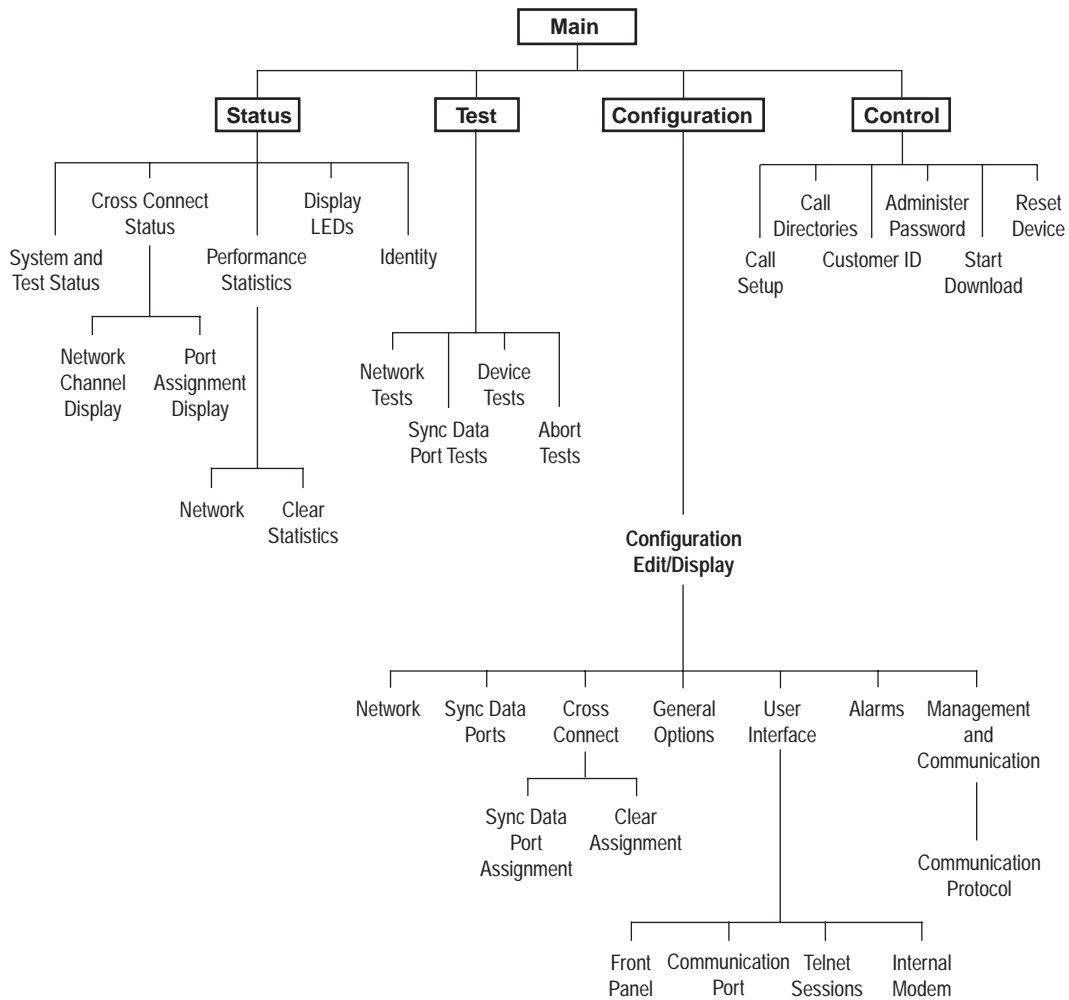 Main
Status
Test
Configuration
Control
Cross Connect
Status
Display
LEDs
System and
Test Status
Performance
Statistics
Identity
Call
Directories
Administer
Password
Reset
Device
Call
Setup
Customer ID
Start
Download
Network
Channel
Display
Port
Assignment
Display
Network
Tests
Device
Tests
Sync Data
Port Tests
Abort
Tests
Network
Clear
Statistics
Configuration
Edit/Display
Network
Sync Data
Ports
Cross
Connect
General
Options
User
Interface
Alarms
Management
and
Communication
Sync Data
Port
Assignment
Clear
Assignment
Communication
Protocol
Front
Panel
Communication
Port
Telnet
Sessions
Internal
Modem